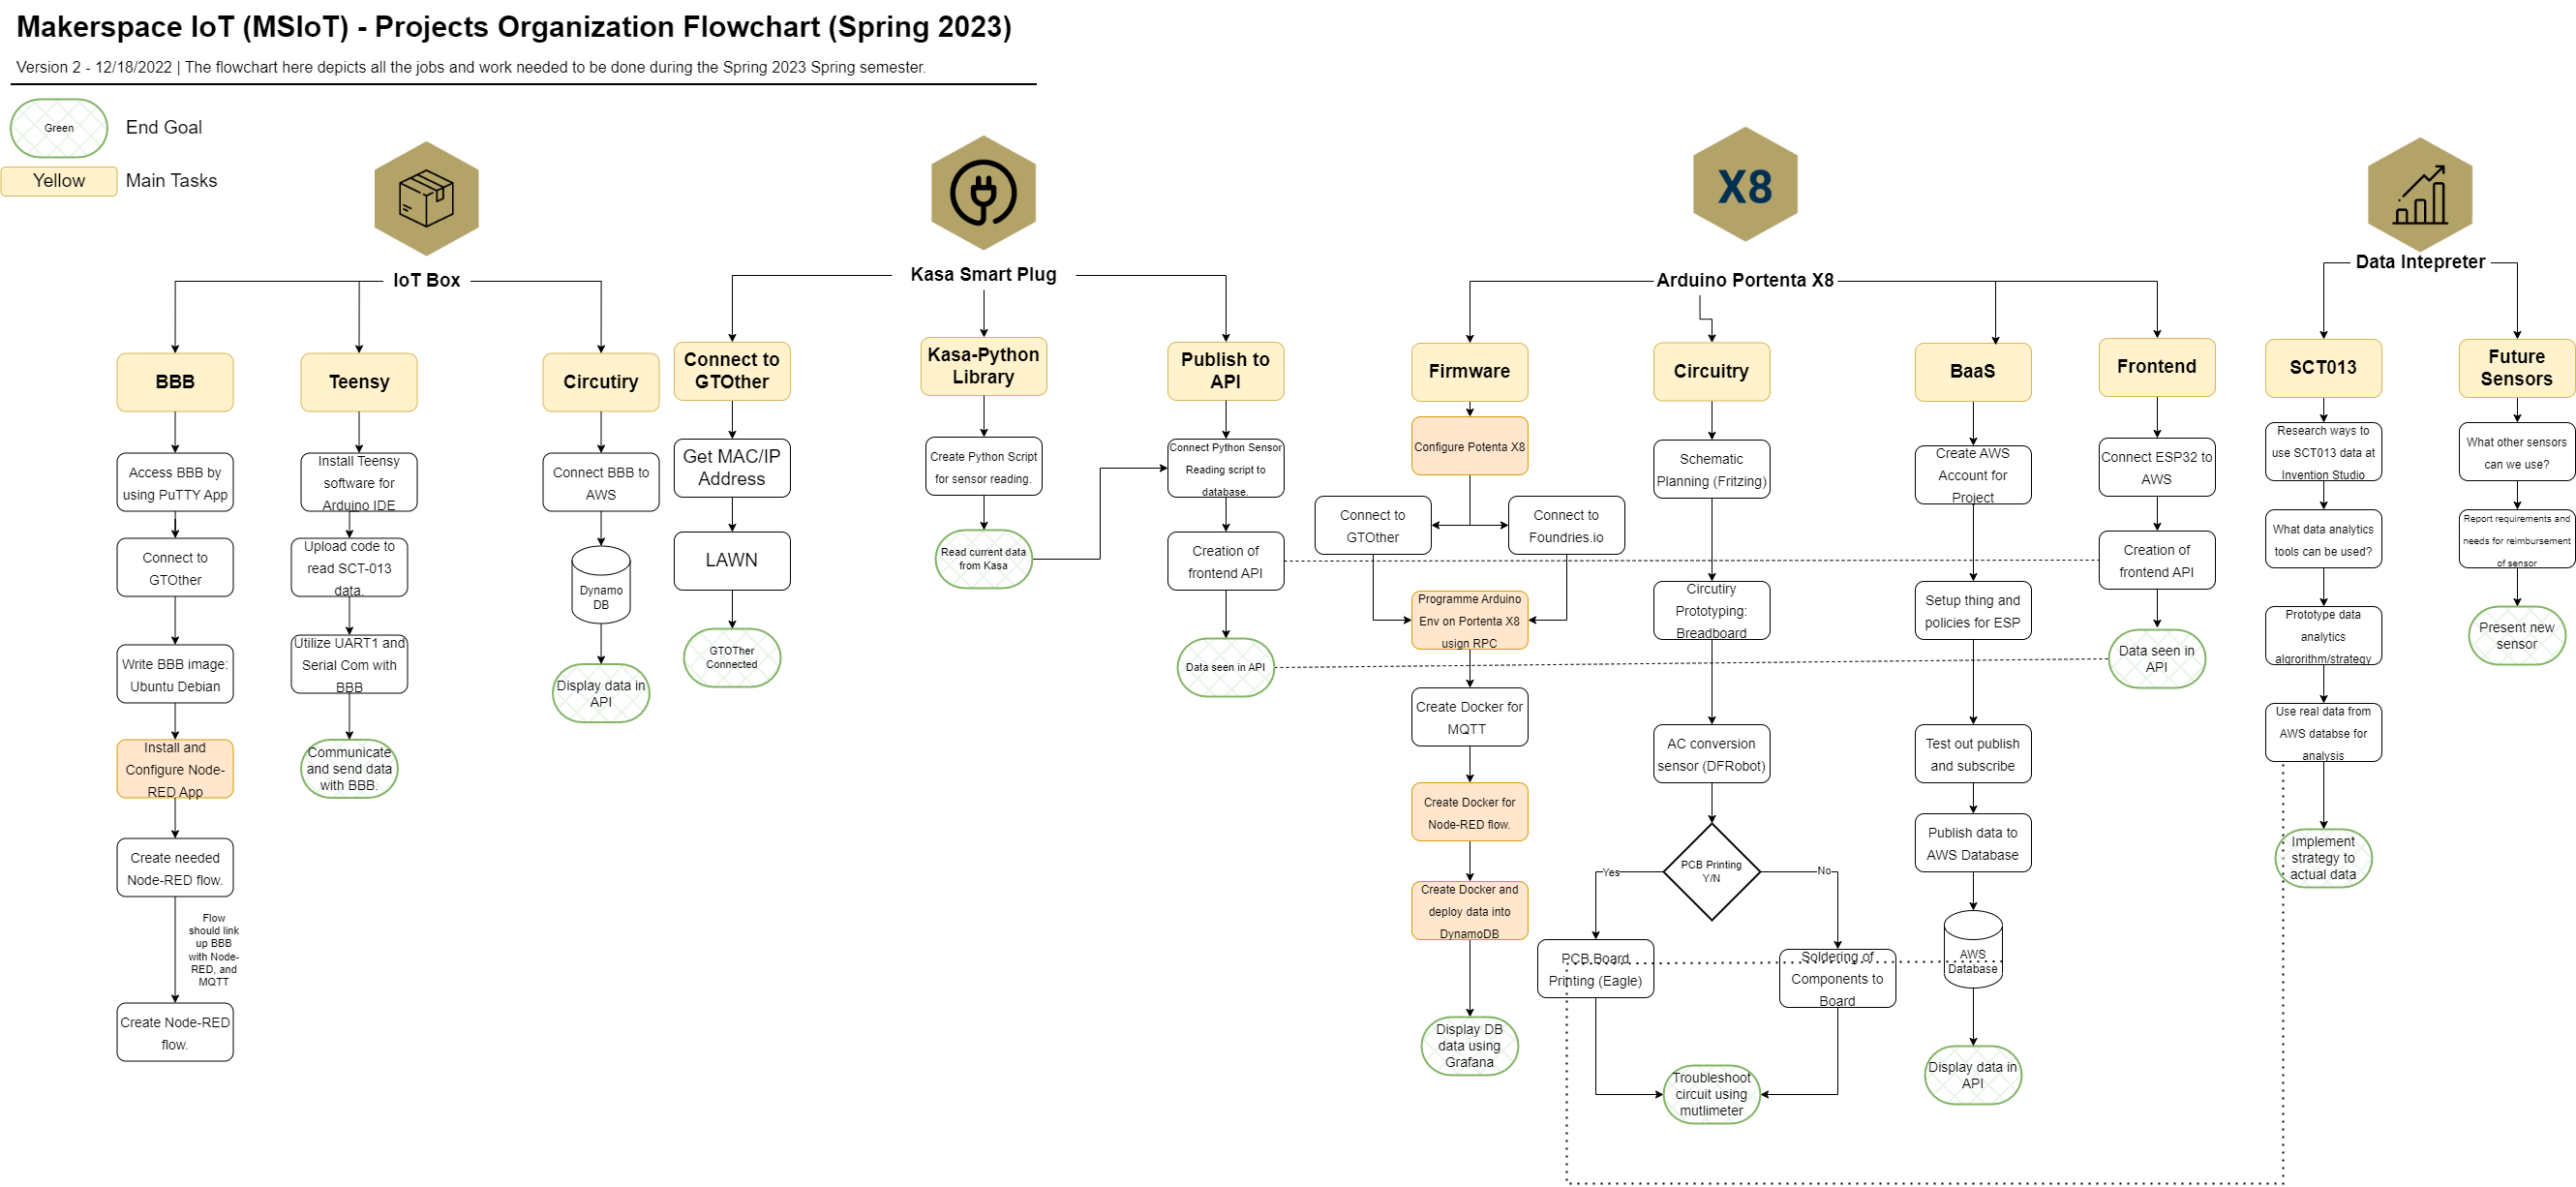 Makerspace IoT (MSIoT) - Projects Organization Flowchart (Spring 2023)
Version 2 - 12/18/2022 | The flowchart here depicts all the jobs and work needed to be done during the Spring 2023 Spring semester.
Green
End Goal
Yellow
Main Tasks
IoT Box
BBB
Access BBB by
using PuTTY App
Connect to
GTOther
Write BBB image:
Ubuntu Debian
Install and
Configure Node-
RED App
Create needed
Node-RED flow.
Flow
should link
up BBB
with Node-
RED, and
MQTT
Create Node-RED
flow.
Teensy
Install Teensy
software for
Arduino IDE
Upload code to
read SCT-013
data.
Utilize UART1 and
Serial Com with
BBB
Communicate
and send data
with BBB.
Circutiry
Connect BBB to
AWS
Dynamo
DB
Display data in
API
Kasa Smart Plug
Connect to
GTOther
Get MAC/IP
Address
LAWN
GTOTher
Connected
Kasa-Python
Library
Create Python Script
for sensor reading.
Read current data
from Kasa
Publish to
API
Connect Python Sensor
Reading script to
database.
Creation of
frontend API
Data seen in API
X8
Arduino Portenta X8
Firmware
Configure Potenta X8
Connect to
GTOther
Connect to
Foundries.io
Programme Arduino
Env on Portenta X8
usign RPC
Create Docker for
MQTT
Create Docker for
Node-RED flow.
Create Docker and
deploy data into
DynamoDB
Display DB
data using
Grafana
Circuitry
Schematic
Planning (Fritzing)
Circutiry
Prototyping:
Breadboard
AC conversion
sensor (DFRobot)
PCB Printing
Y/N
Yes
No
PCB Board
Printing (Eagle)
Soldering of
Components to
Board
Troubleshoot
circuit using
mutlimeter
BaaS
Create AWS
Account for
Project
Setup thing and
policies for ESP
Test out publish
and subscribe
Publish data to
AWS Database
AWS
Database
Display data in
API
Frontend
Connect ESP32 to
AWS
Creation of
frontend API
Data seen in
API
Data Intepreter
SCT013
Research ways to
use SCT013 data at
Invention Studio
What data analytics
tools can be used?
Prototype data
analytics
algrorithm/strategy
Use real data from
AWS databse for
analysis
Implement
strategy to
actual data
Future
Sensors
What other sensors
can we use?
Report requirements and
needs for reimbursement
of sensor
Present new
sensor